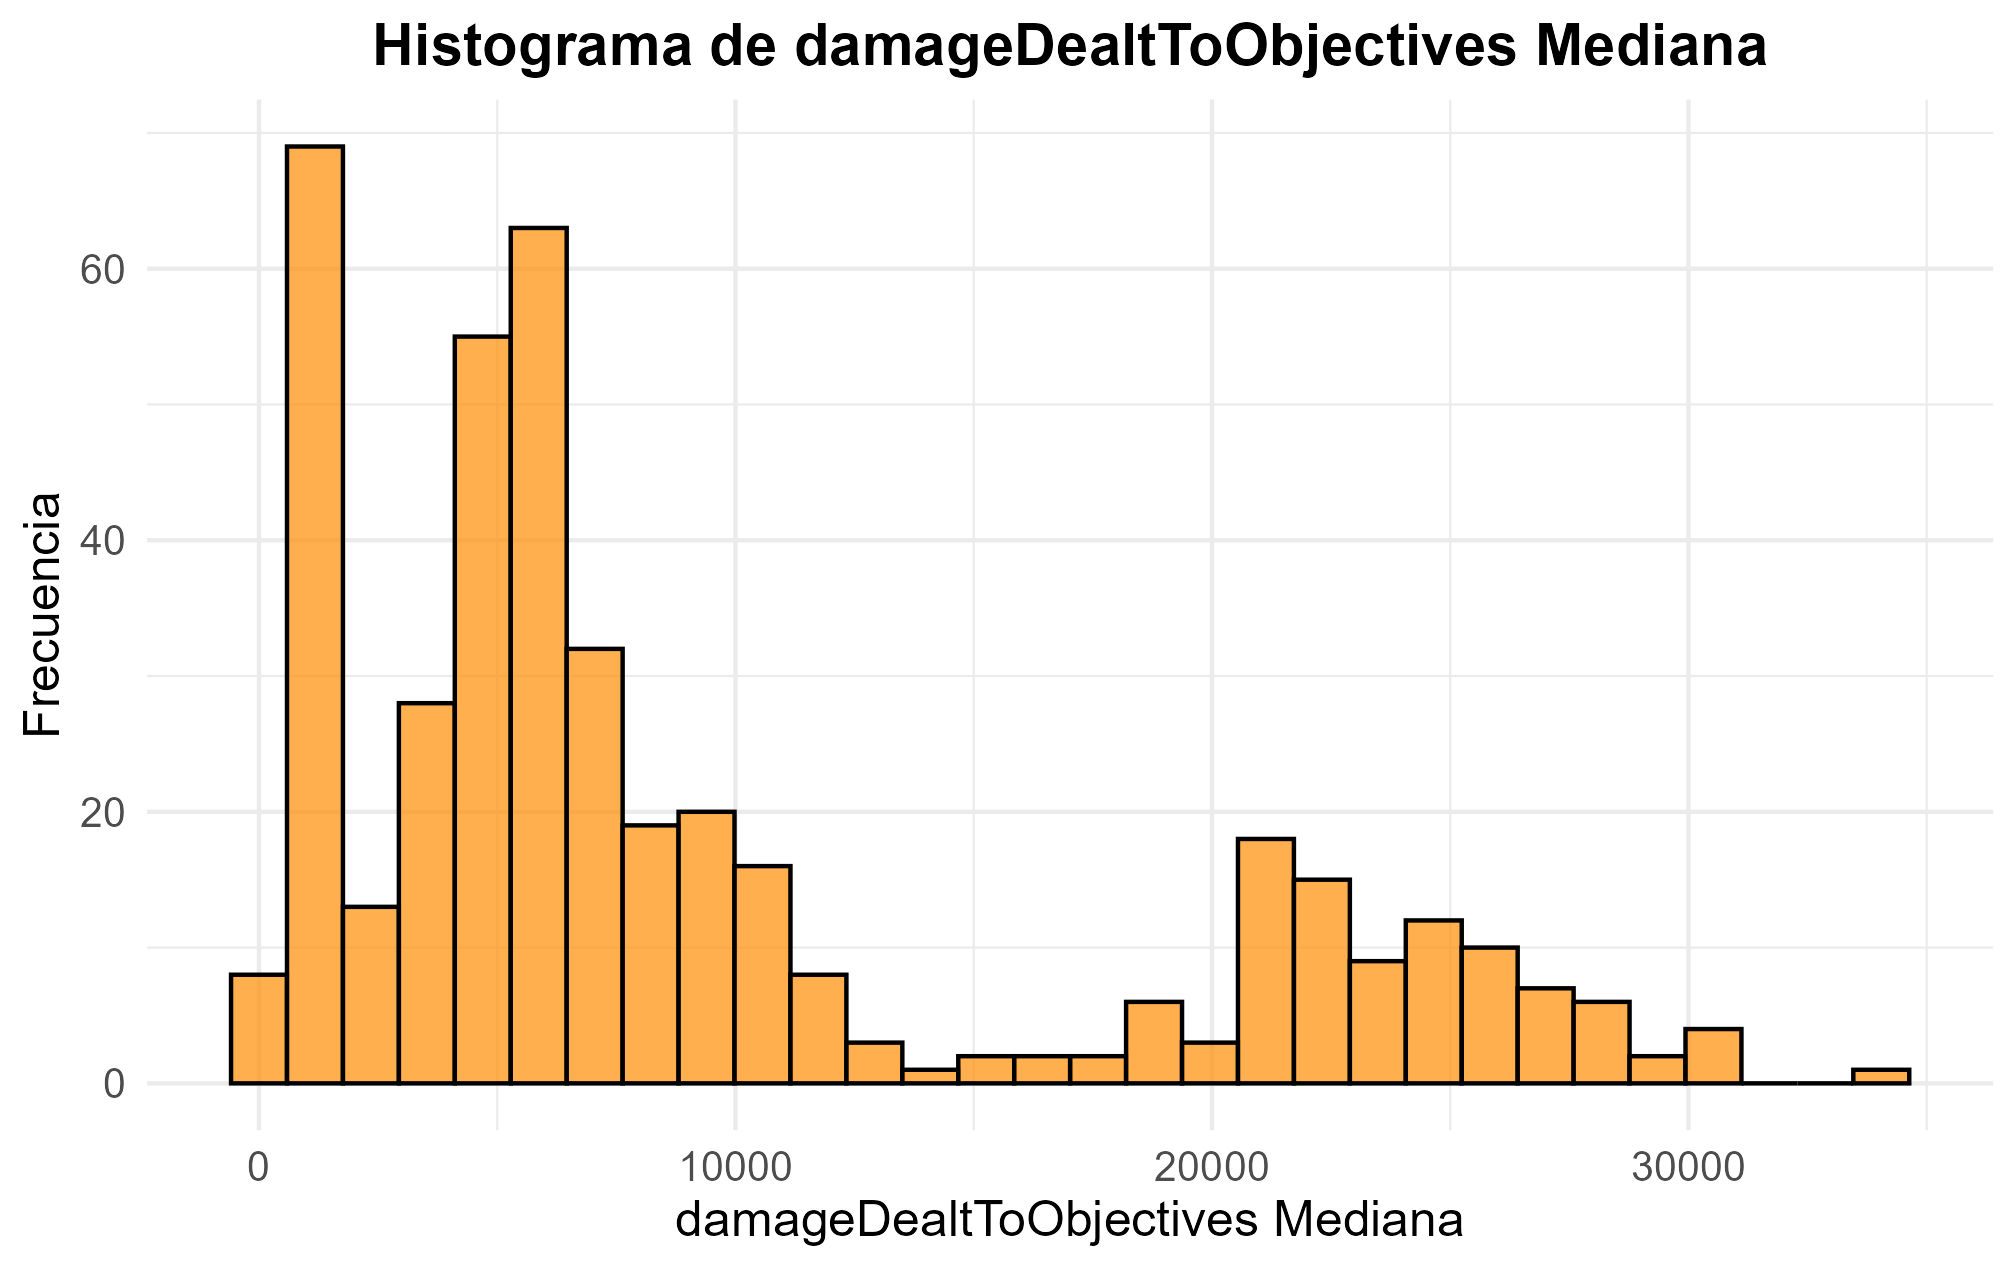 Histograma de damageDealtToObjectives Mediana
Frecuencia
60
40
20
0
0 10000 20000 30000
damageDealtToObjectives Mediana